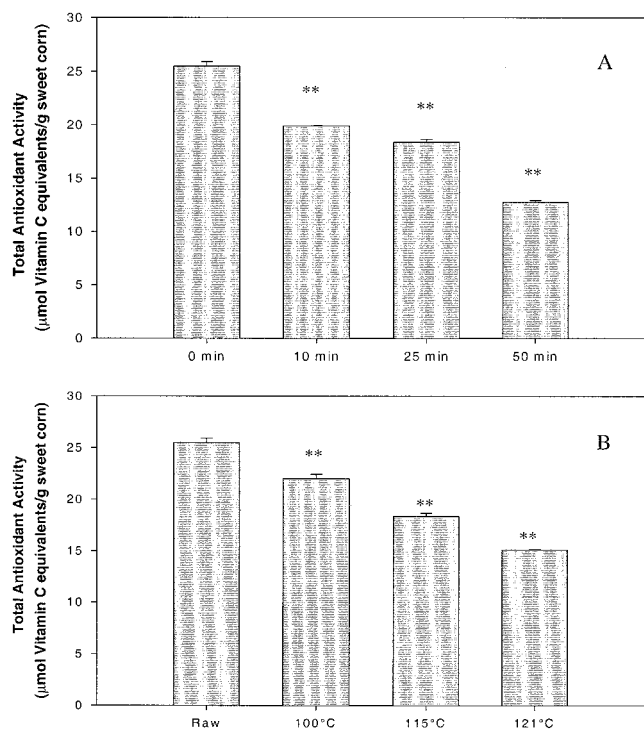 Total Antioxidant Activity
(μmol Vitamin C equivalents/g sweet corn)
30
25
20
15
10
5
0
A
**
**
**
0 min 10 min 25 min 50 min
Total Antioxidant Activity
(μmol Vitamin C equivalents/g sweet corn)
30
25
20
15
10
5
0
B
**
**
**
Raw 100°C 115°C 121°C